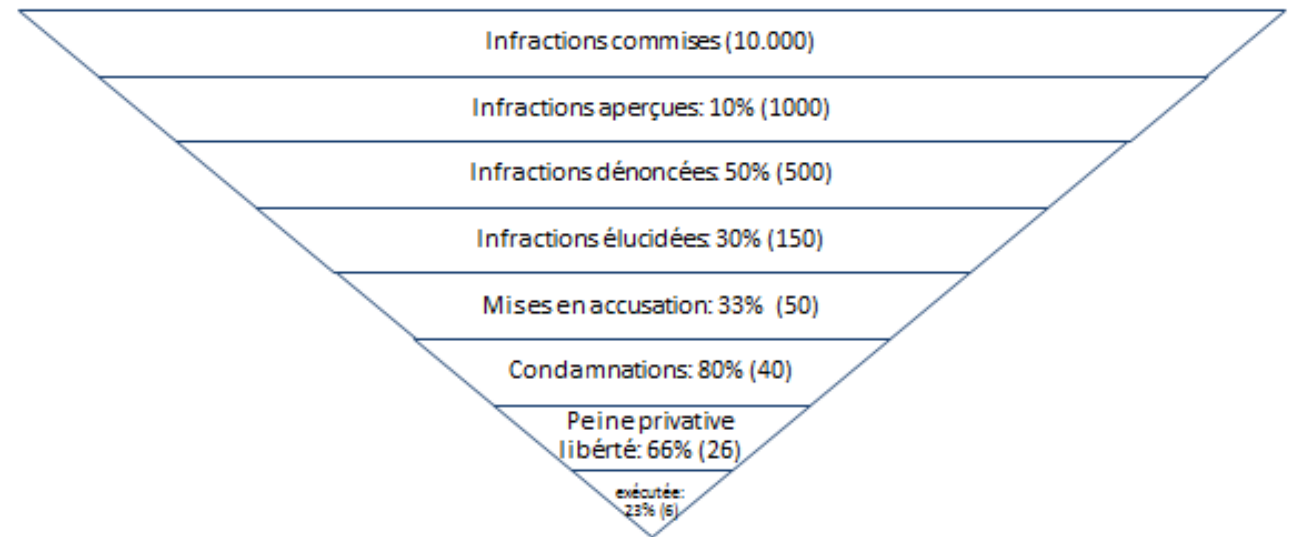 Infractions commises (10.000)
Infractions aperçues: 10% (1000)
Infractions dénoncées: 50% (500)
Infractions élucidées: 30% (150)
Mises en accusation: 33% (50)
Condamnations: 80% (40)
Peine privative
libérté: 66% (26)
exécutée:
23% (6)